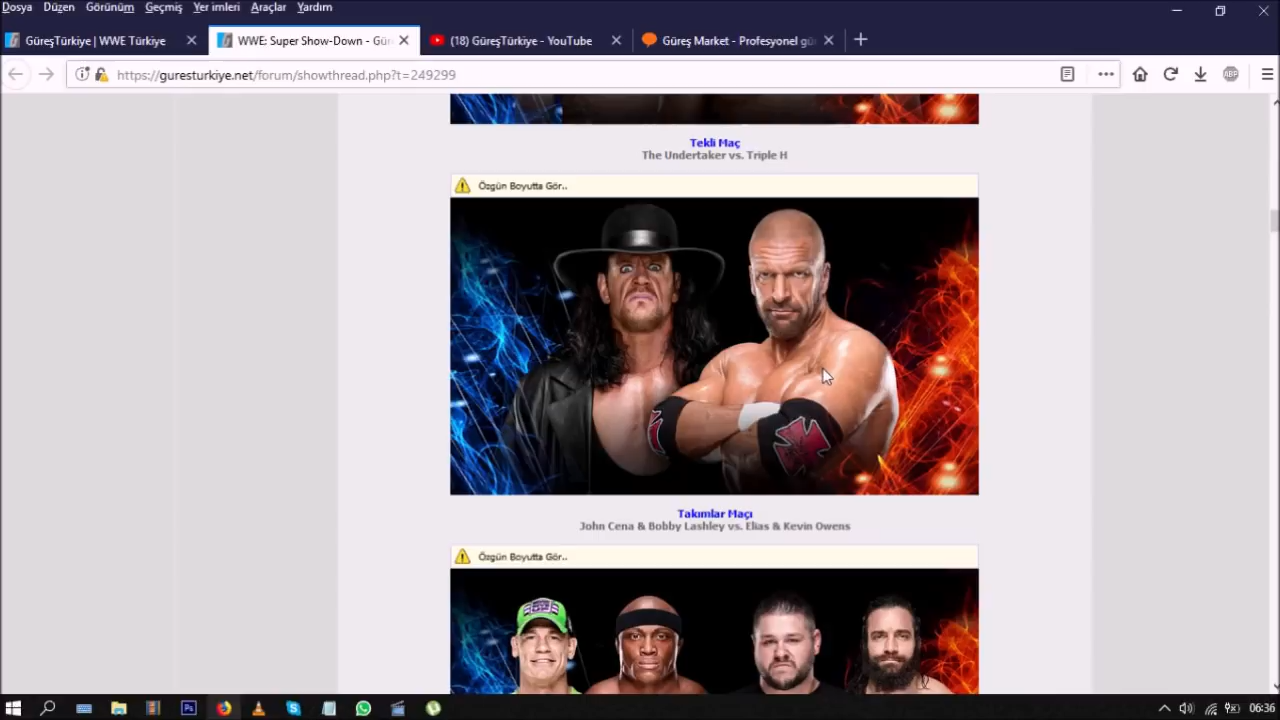 Dosya Düzen Görünüm Geçmiş Yer imleri Araçlar Yardım
GüreşTürkiye | WWE Türkiye
WWE: Super Show-Down - Gür
(18) GüreşTürkiye - YouTube
Güreş Market - Profesyonel gü
https://guresturkiye.net/forum/showthread.php?t=249299
ABP
Tekli Maç
The Undertaker vs. Triple H
Özgün Boyutta Gör..
Takımlar Maçı
John Cena & Bobby Lashley vs. Elias & Kevin Owens
Özgün Boyutta Gör..
06:36